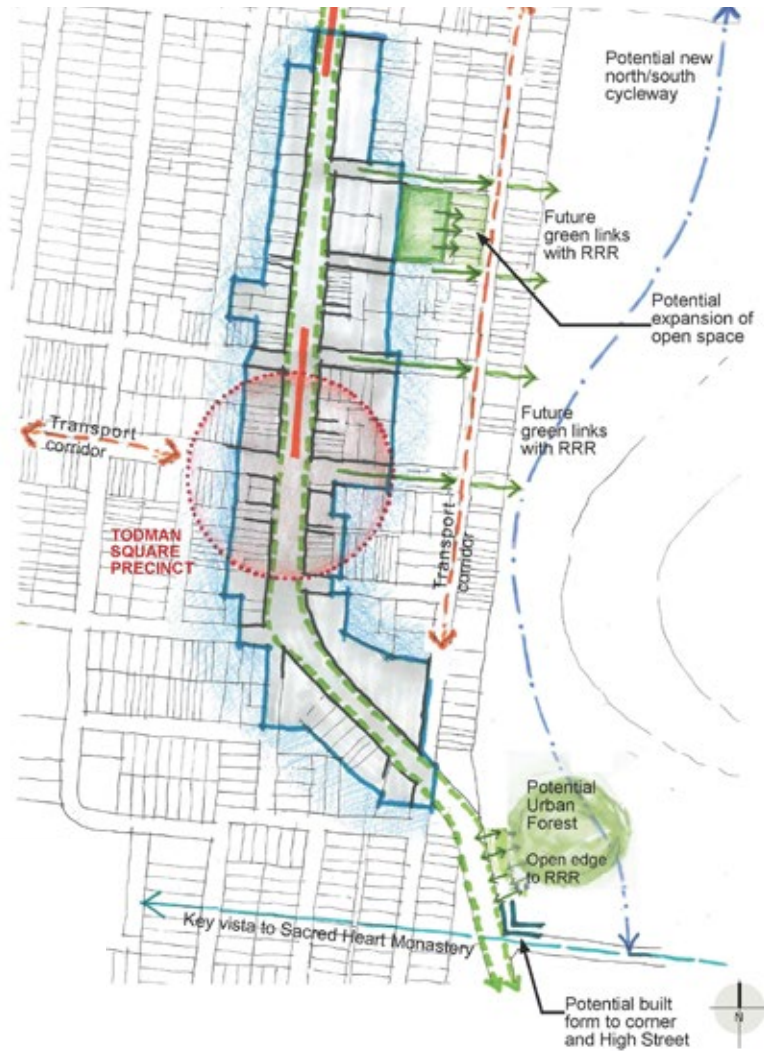 Potential new
north/south
cycleway
Future
green links
with RRR
Potential
expansion of
open space
Future
green links
with RRR
Transport
corridor
TODMAN
SQUARE
PRECINCT
Transport
corridor
Potential
Urban
Forest
Open edge
to RRR
Key vista to Sacred Heart Monastery
Potential built
form to corner
and High Street
N